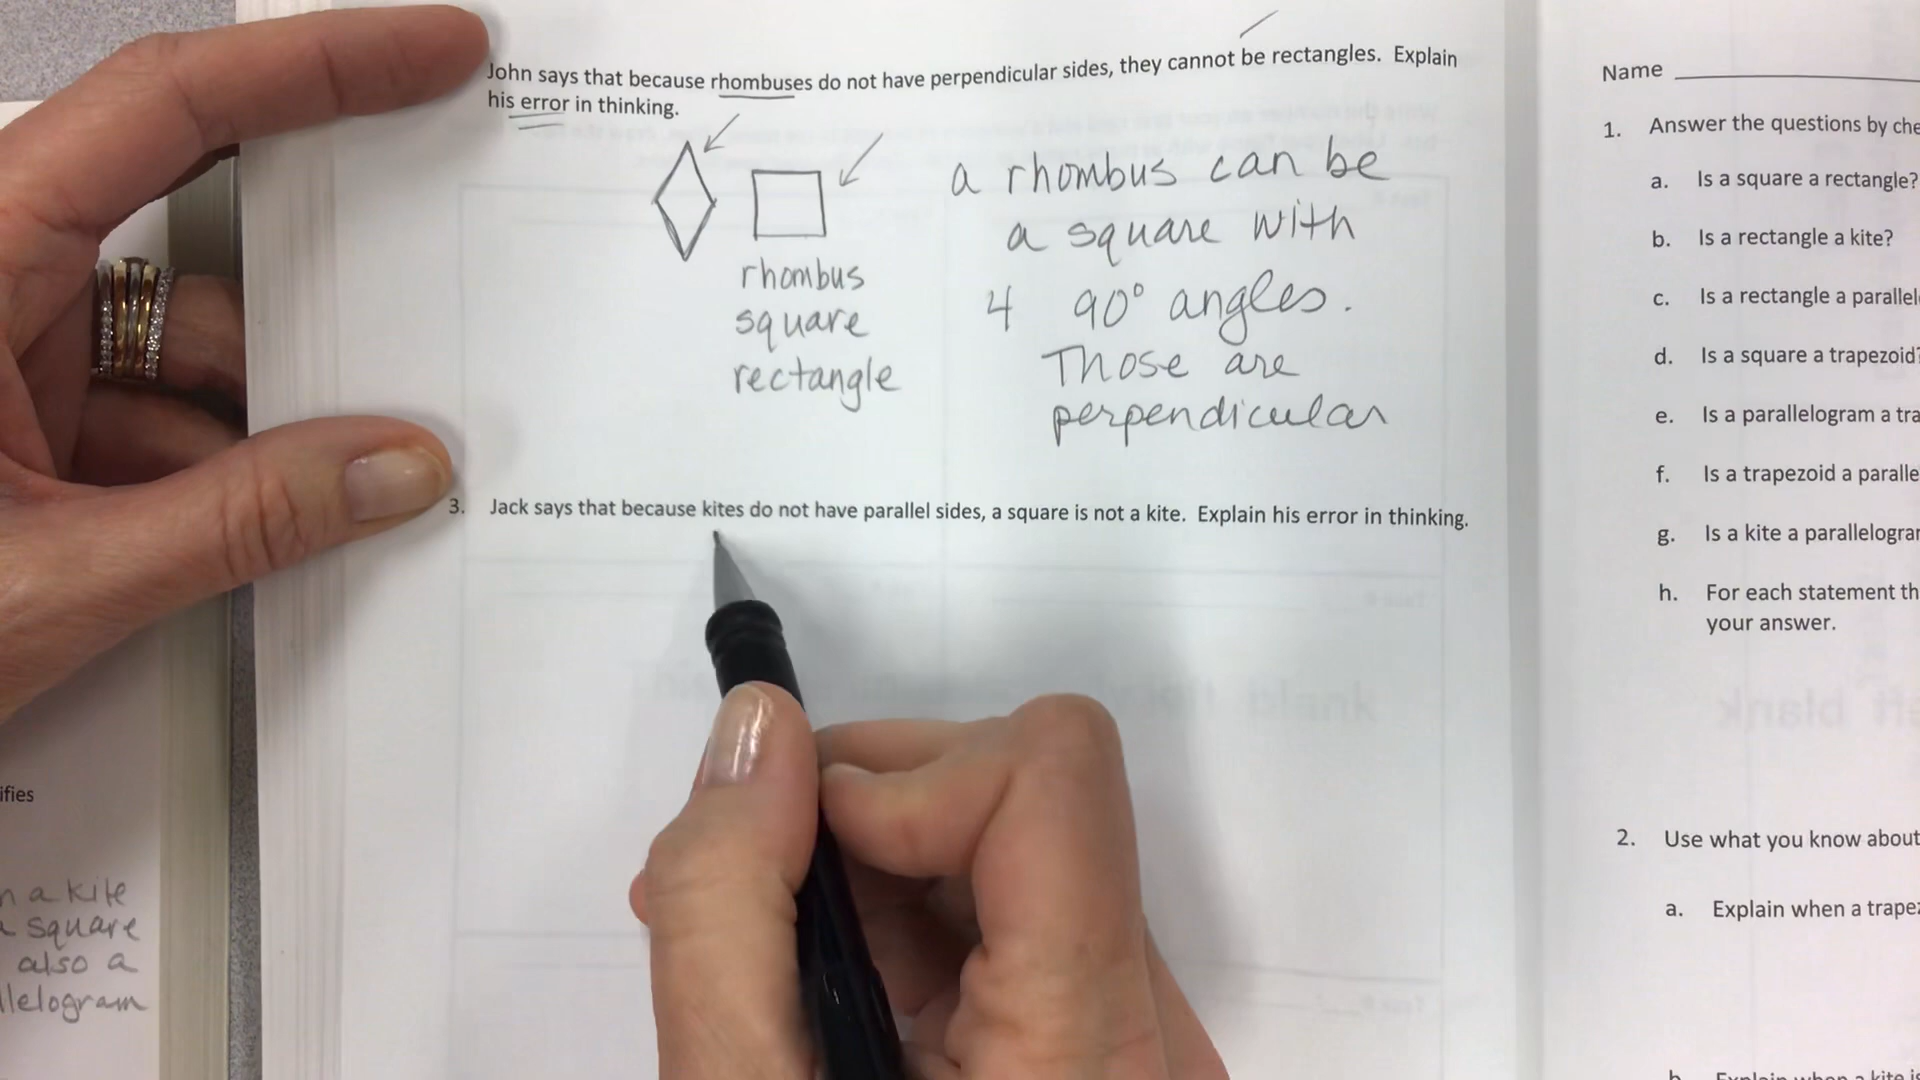 John says that because rhombuses do not have perpendicular sides, they cannot be rectangles. Explain
his error in thinking.
a rhombus can be
a square with
4 90° angles.
Those are
perpendicular
rhombus
square
rectangle
3. Jack says that because kites do not have parallel sides, a square is not a kite. Explain his error in thinking.
ifies
a kite
square
also a
llelogram
Name
1. Answer the questions by che
a. Is a square a rectangle?
b. Is a rectangle a kite?
c. Is a rectangle a parallel
d. Is a square a trapezoid?
e. Is a parallelogram a tra
f. Is a trapezoid a paralle
g. Is a kite a parallelogra
h. For each statement th
your answer.
2. Use what you know about
a. Explain when a trape
b. Explain when a kite is